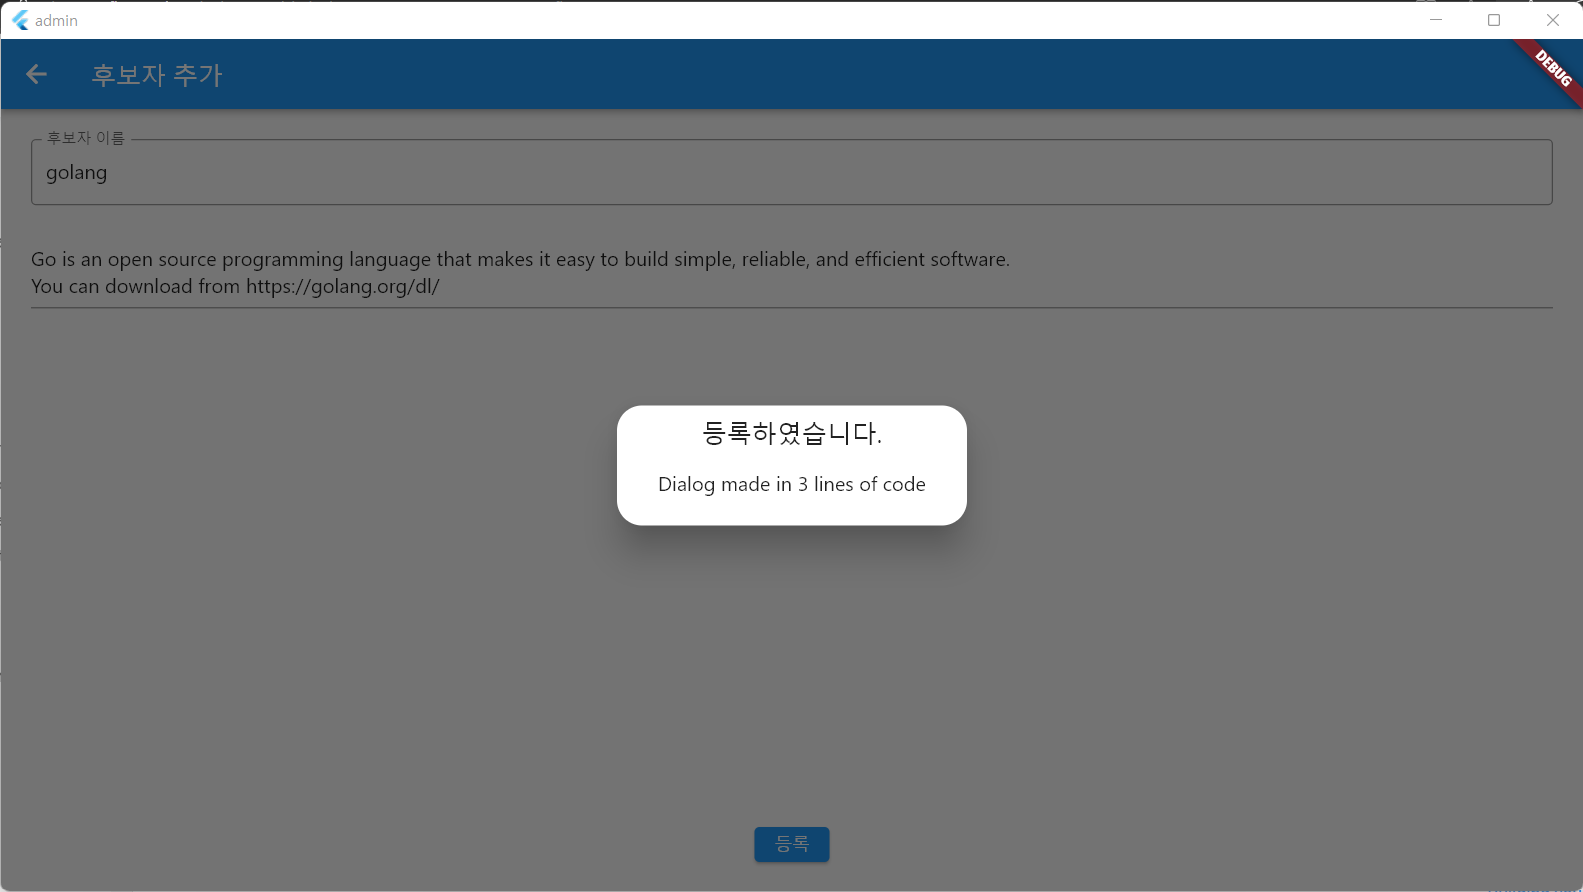 admin
후보자 추가
DEBUG
후보자 이름
golang
Go is an open source programming language that makes it easy to build simple, reliable, and efficient software.
You can download from https://golang.org/dl/
등록하였습니다.
Dialog made in 3 lines of code
등록